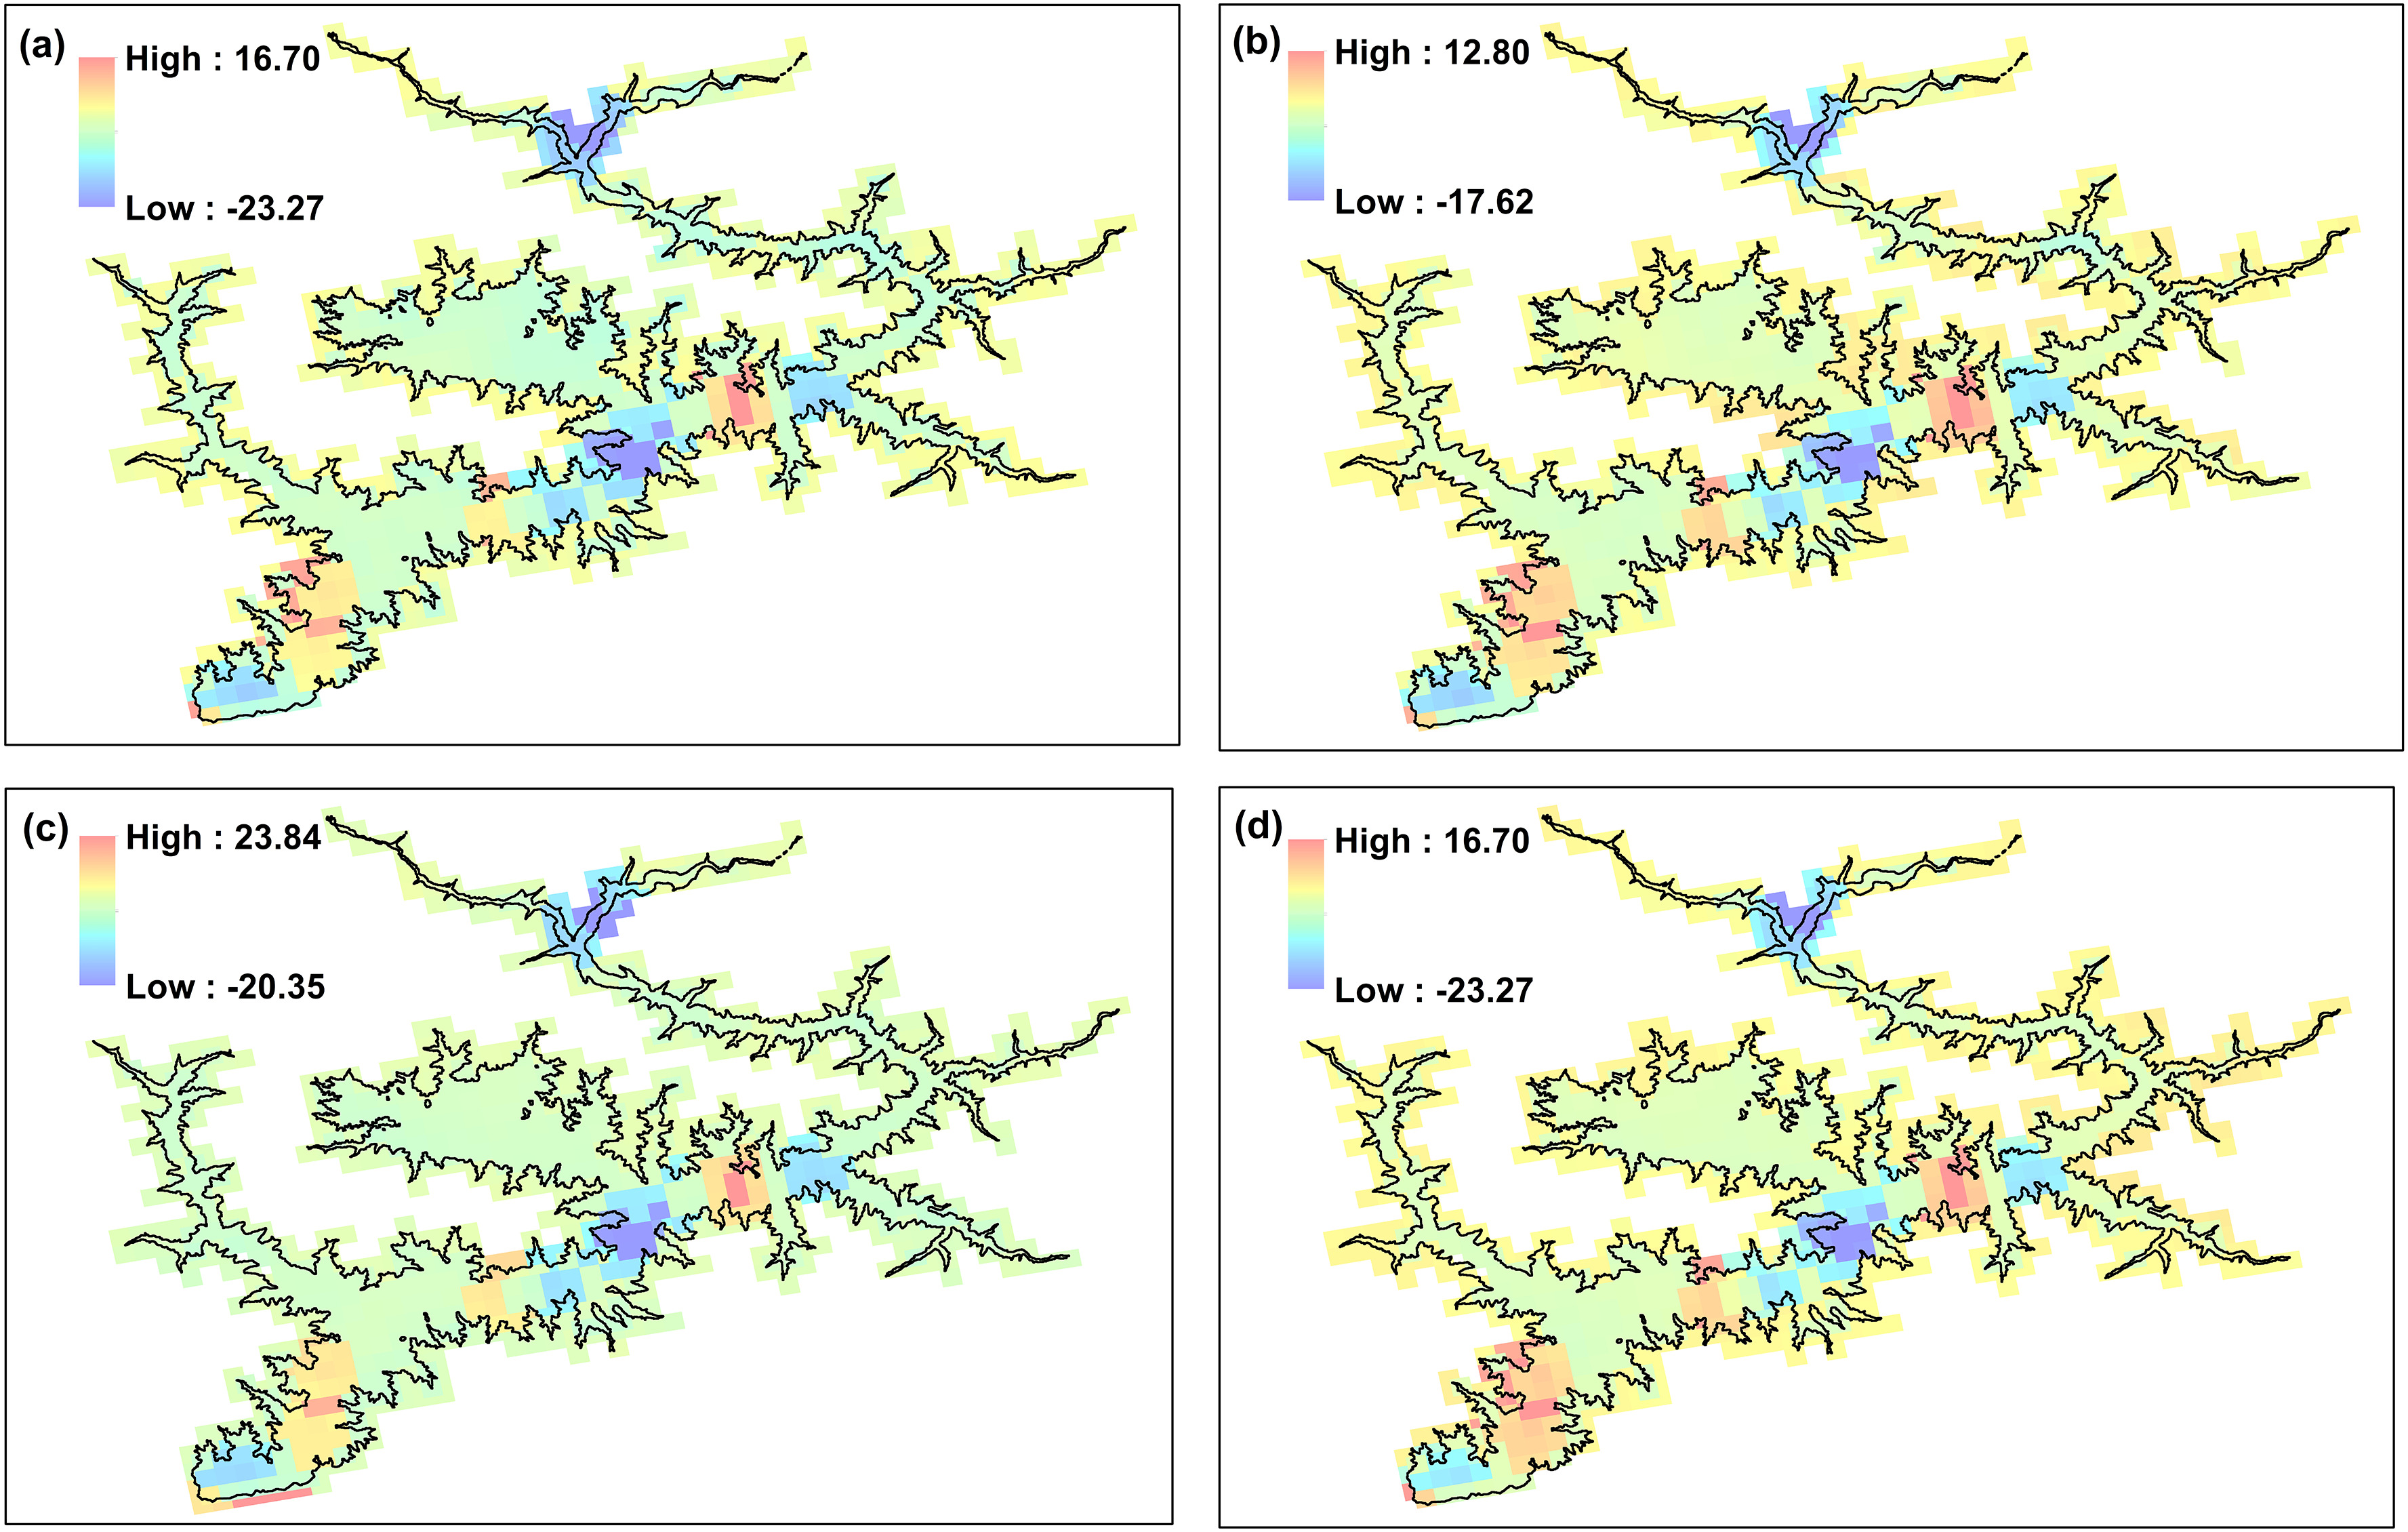 (a)
High : 16.70
Low : -23.27
(b)
High : 12.80
Low : -17.62
(c)
High : 23.84
Low : -20.35
(d)
High : 16.70
Low : -23.27